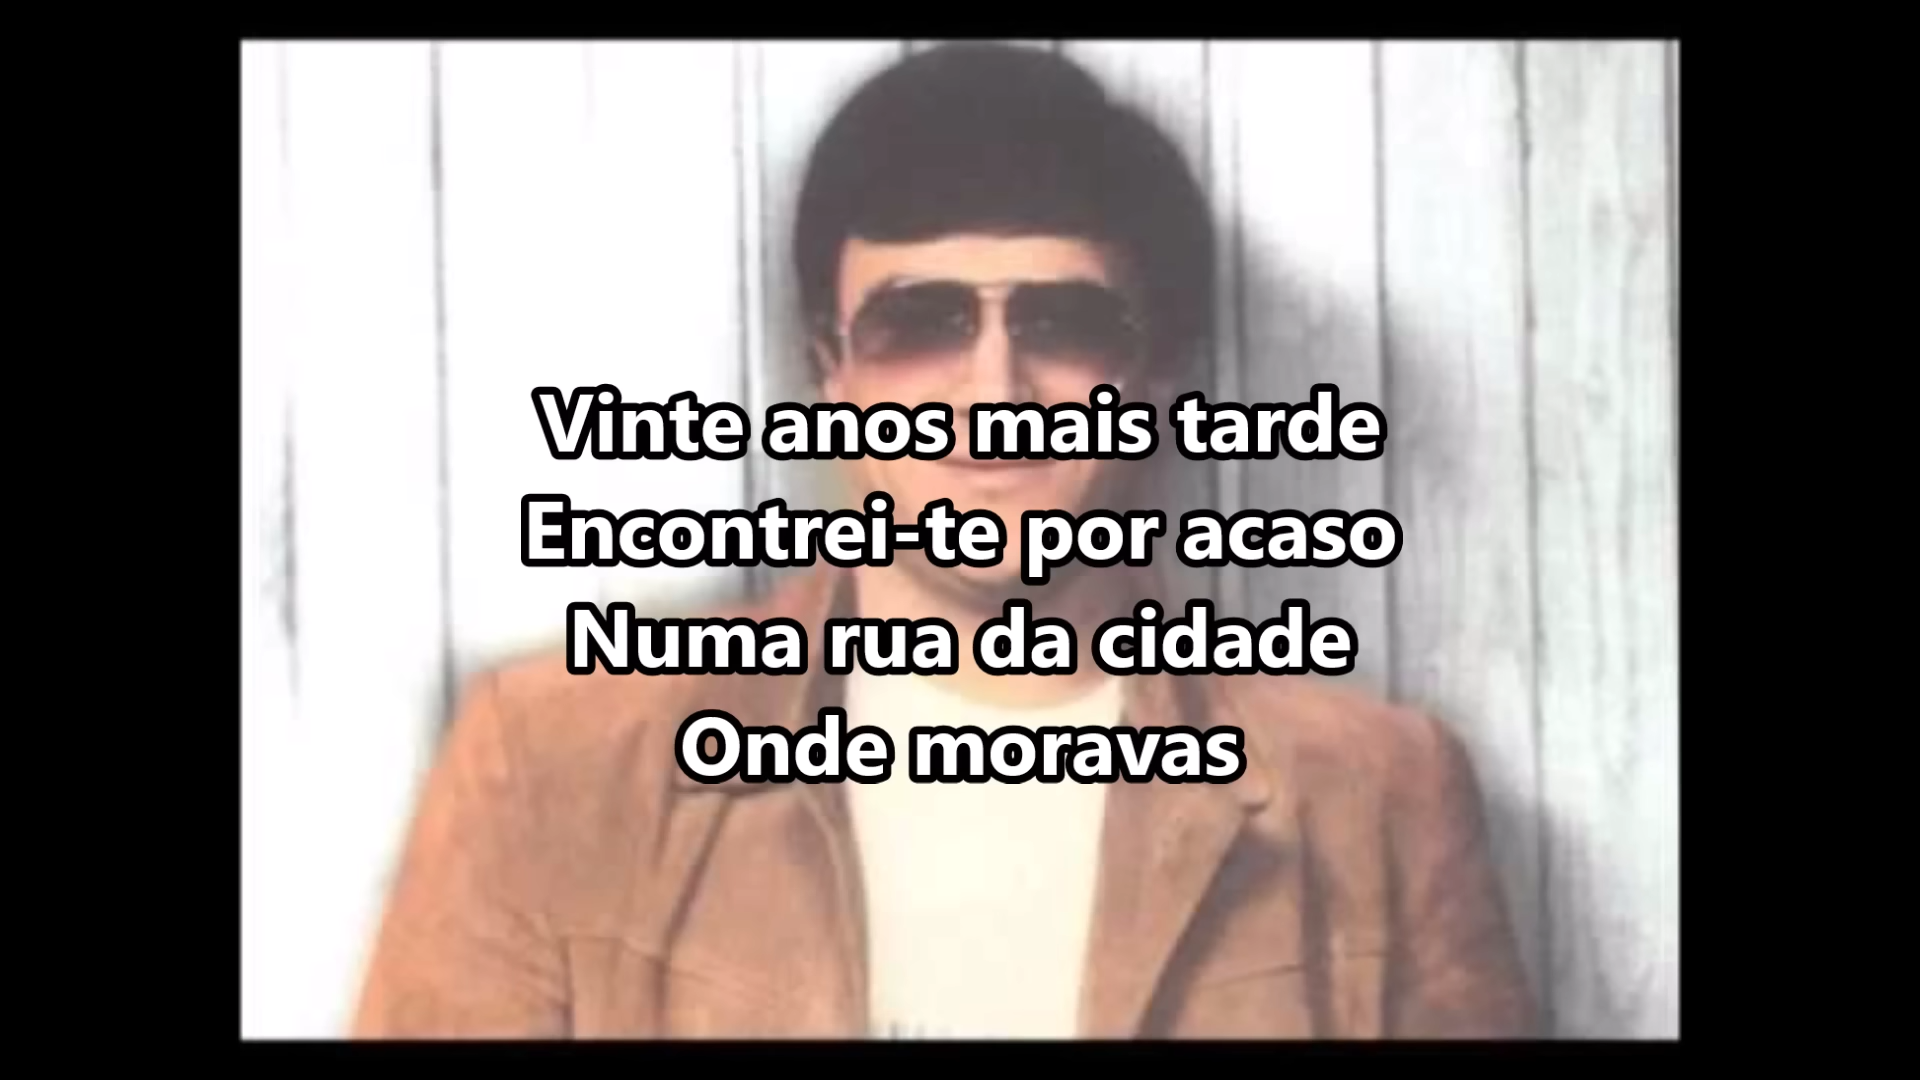 Vinte anos mais tarde
Encontrei-te por acaso
Numa rua da cidade
Onde moravas